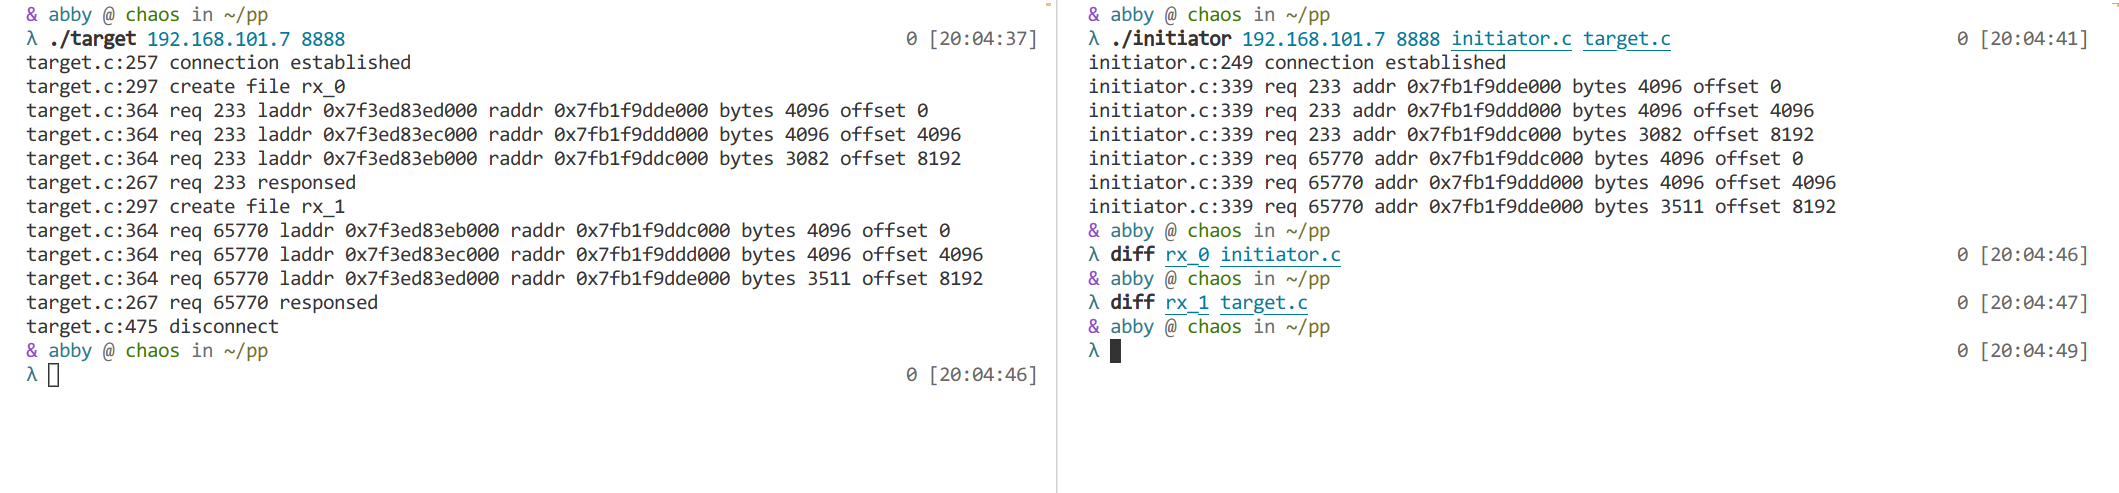 & abby @ chaos in ~/pp
λ ./target 192.168.101.7 8888 0 [20:04:37]
target.c:257 connection established
target.c:297 create file rx_0
target.c:364 req 233 laddr 0x7f3ed83ed000 raddr 0x7fb1f9dde000 bytes 4096 offset 0
target.c:364 req 233 laddr 0x7f3ed83ec000 raddr 0x7fb1f9ddd000 bytes 4096 offset 4096
target.c:364 req 233 laddr 0x7f3ed83eb000 raddr 0x7fb1f9ddc000 bytes 3082 offset 8192
target.c:267 req 233 responsed
target.c:297 create file rx_1
target.c:364 req 65770 laddr 0x7f3ed83eb000 raddr 0x7fb1f9ddc000 bytes 4096 offset 0
target.c:364 req 65770 laddr 0x7f3ed83ec000 raddr 0x7fb1f9ddd000 bytes 4096 offset 4096
target.c:364 req 65770 laddr 0x7f3ed83ed000 raddr 0x7fb1f9dde000 bytes 3511 offset 8192
target.c:267 req 65770 responsed
target.c:475 disconnect
& abby @ chaos in ~/pp
λ 0 [20:04:46]
& abby @ chaos in ~/pp
λ ./initiator 192.168.101.7 8888 initiator.c target.c 0 [20:04:41]
initiator.c:249 connection established
initiator.c:339 req 233 addr 0x7fb1f9dde000 bytes 4096 offset 0
initiator.c:339 req 233 addr 0x7fb1f9ddd000 bytes 4096 offset 4096
initiator.c:339 req 233 addr 0x7fb1f9ddc000 bytes 3082 offset 8192
initiator.c:339 req 65770 addr 0x7fb1f9ddc000 bytes 4096 offset 0
initiator.c:339 req 65770 addr 0x7fb1f9ddd000 bytes 4096 offset 4096
initiator.c:339 req 65770 addr 0x7fb1f9dde000 bytes 3511 offset 8192
& abby @ chaos in ~/pp
λ diff rx_0 initiator.c 0 [20:04:46]
& abby @ chaos in ~/pp
λ diff rx_1 target.c 0 [20:04:47]
& abby @ chaos in ~/pp
λ 0 [20:04:49]